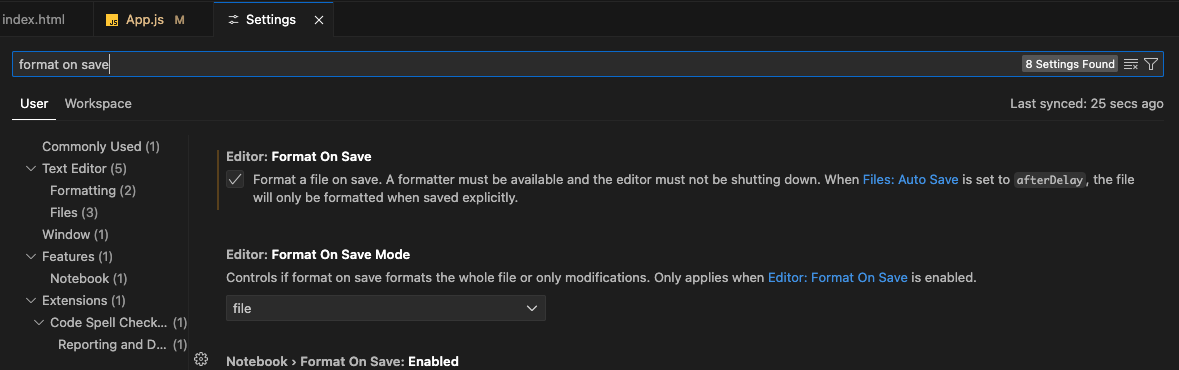 index.html
JS App.js M
Settings
format on save
8 Settings Found
User Workspace
Last synced: 25 secs ago
Commonly Used (1)
Text Editor (5)
Formatting (2)
Files (3)
Window (1)
Features (1)
Notebook (1)
Extensions (1)
Code Spell Check... (1)
Reporting and D... (1)
Editor: Format On Save
Format a file on save. A formatter must be available and the editor must not be shutting down. When Files: Auto Save is set to afterDelay, the file
will only be formatted when saved explicitly.
Editor: Format On Save Mode
Controls if format on save formats the whole file or only modifications. Only applies when Editor: Format On Save is enabled.
file
Notebook › Format On Save: Enabled